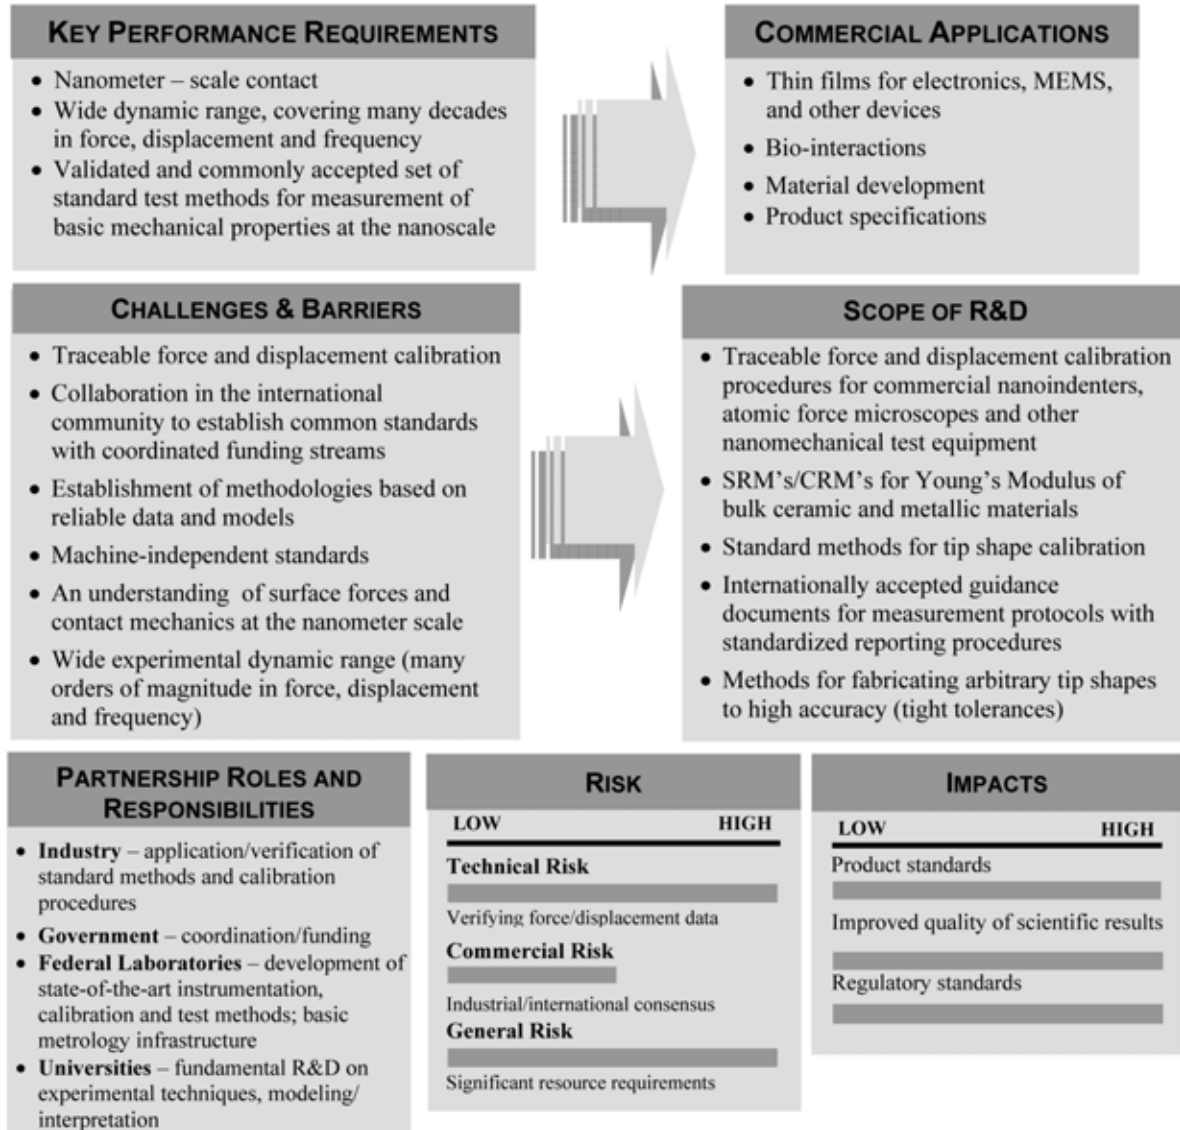 KEY PERFORMANCE REQUIREMENTS
• Nanometer – scale contact
• Wide dynamic range, covering many decades
in force, displacement and frequency
• Validated and commonly accepted set of
standard test methods for measurement of
basic mechanical properties at the nanoscale
COMMERCIAL APPLICATIONS
• Thin films for electronics, MEMS,
and other devices
• Bio-interactions
• Material development
• Product specifications
CHALLENGES & BARRIERS
• Traceable force and displacement calibration
• Collaboration in the international
community to establish common standards
with coordinated funding streams
• Establishment of methodologies based on
reliable data and models
• Machine-independent standards
• An understanding of surface forces and
contact mechanics at the nanometer scale
• Wide experimental dynamic range (many
orders of magnitude in force, displacement
and frequency)
SCOPE OF R&D
• Traceable force and displacement calibration
procedures for commercial nanoindenters,
atomic force microscopes and other
nanomechanical test equipment
• SRM's/CRM's for Young's Modulus of
bulk ceramic and metallic materials
• Standard methods for tip shape calibration
• Internationally accepted guidance
documents for measurement protocols with
standardized reporting procedures
• Methods for fabricating arbitrary tip shapes
to high accuracy (tight tolerances)
PARTNERSHIP ROLES AND
RESPONSIBILITIES
• Industry – application/verification of
standard methods and calibration
procedures
• Government – coordination/funding
• Federal Laboratories – development of
state-of-the-art instrumentation,
calibration and test methods; basic
metrology infrastructure
• Universities – fundamental R&D on
experimental techniques, modeling/
interpretation
RISK
LOW HIGH
Technical Risk
Verifying force/displacement data
Commercial Risk
Industrial/international consensus
General Risk
Significant resource requirements
IMPACTS
LOW HIGH
Product standards
Improved quality of scientific results
Regulatory standards